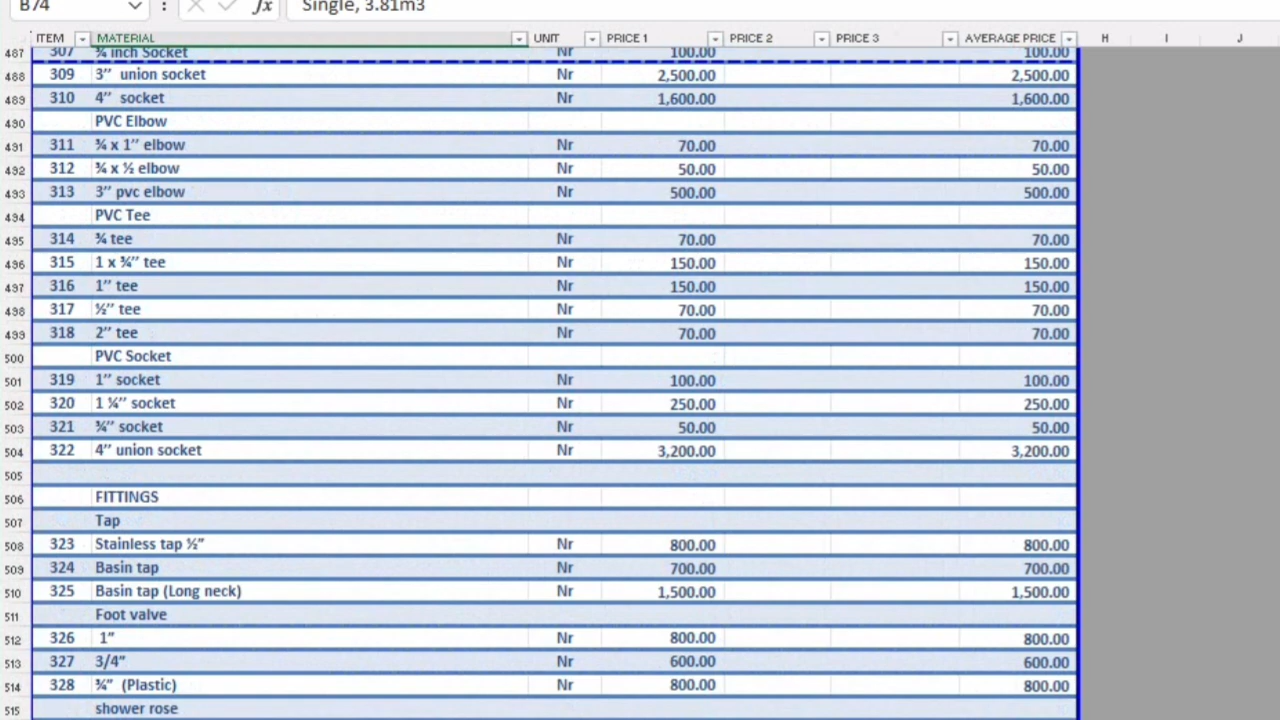 B74 fx Single, 3.81m3
ITEM MATERIAL UNIT PRICE 1 PRICE 2 PRICE 3 AVERAGE PRICE H I J
487 307 ¾ inch Socket Nr 100.00 100.00
488 309 3’’ union socket Nr 2,500.00 2,500.00
489 310 4’’ socket Nr 1,600.00 1,600.00
490 PVC Elbow
491 311 ¾ x 1’’ elbow Nr 70.00 70.00
492 312 ¾ x ½ elbow Nr 50.00 50.00
493 313 3’’ pvc elbow Nr 500.00 500.00
494 PVC Tee
495 314 ¾ tee Nr 70.00 70.00
496 315 1 x ¾’’ tee Nr 150.00 150.00
497 316 1’’ tee Nr 150.00 150.00
498 317 ½’’ tee Nr 70.00 70.00
499 318 2’’ tee Nr 70.00 70.00
500 PVC Socket
501 319 1’’ socket Nr 100.00 100.00
502 320 1 ¼’’ socket Nr 250.00 250.00
503 321 ¾’’ socket Nr 50.00 50.00
504 322 4’’ union socket Nr 3,200.00 3,200.00
505
506 FITTINGS
507 Tap
508 323 Stainless tap ½” Nr 800.00 800.00
509 324 Basin tap Nr 700.00 700.00
510 325 Basin tap (Long neck) Nr 1,500.00 1,500.00
511 Foot valve
512 326 1” Nr 800.00 800.00
513 327 3/4” Nr 600.00 600.00
514 328 ¾” (Plastic) Nr 800.00 800.00
515 shower rose